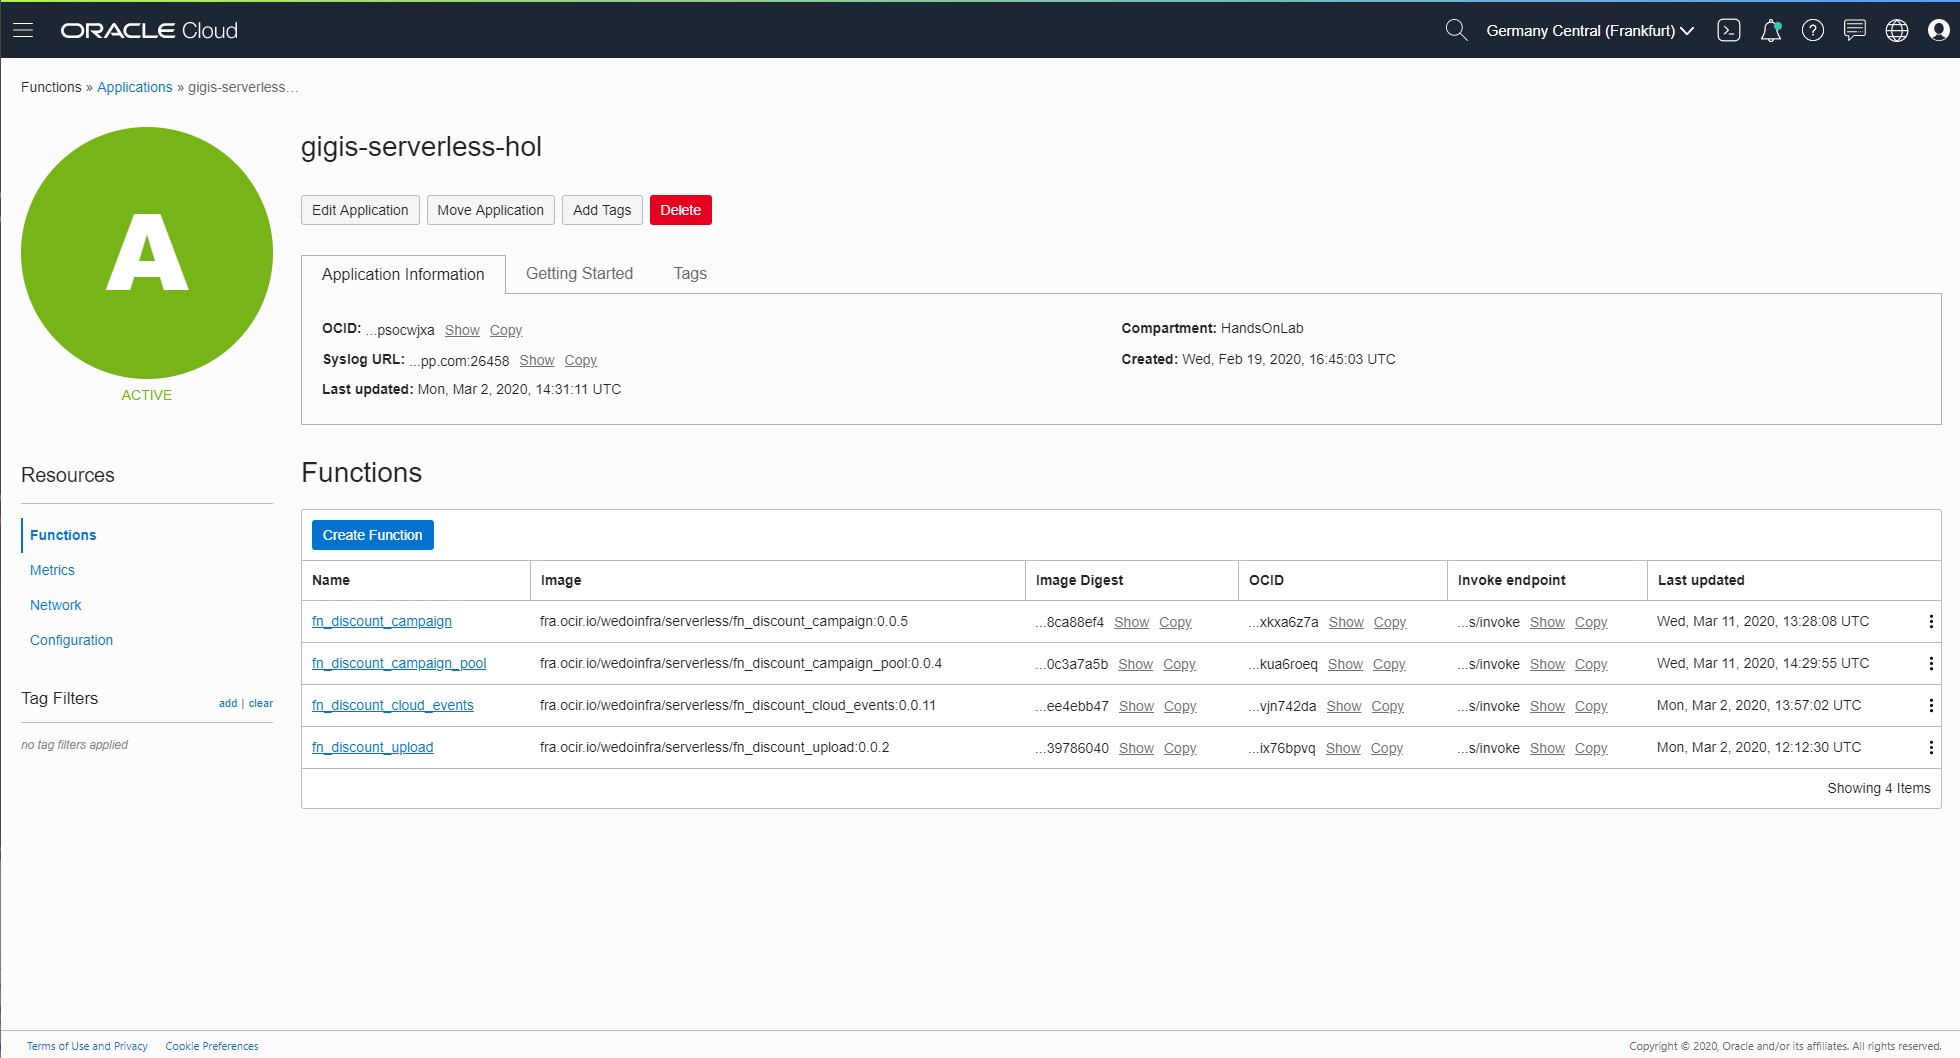 ORACLE Cloud
Germany Central (Frankfurt)
Functions » Applications » gigis-serverless...
A
ACTIVE
gigis-serverless-hol
Edit Application Move Application Add Tags Delete
Application Information Getting Started Tags
OCID: ...psocwjxa Show Copy
Syslog URL: ...pp.com:26458 Show Copy
Last updated: Mon, Mar 2, 2020, 14:31:11 UTC
Compartment: HandsOnLab
Created: Wed, Feb 19, 2020, 16:45:03 UTC
Resources
Functions
Metrics
Network
Configuration
Tag Filters add | clear
no tag filters applied
Functions
Create Function
Name Image Image Digest OCID Invoke endpoint Last updated
fn_discount_campaign fra.ocir.io/wedoinfra/serverless/fn_discount_campaign:0.0.5 ...8ca88ef4 Show Copy ...xkxa6z7a Show Copy ...s/invoke Show Copy Wed, Mar 11, 2020, 13:28:08 UTC
fn_discount_campaign_pool fra.ocir.io/wedoinfra/serverless/fn_discount_campaign_pool:0.0.4 ...0c3a7a5b Show Copy ...kua6roeq Show Copy ...s/invoke Show Copy Wed, Mar 11, 2020, 14:29:55 UTC
fn_discount_cloud_events fra.ocir.io/wedoinfra/serverless/fn_discount_cloud_events:0.0.11 ...ee4ebb47 Show Copy ...vjn742da Show Copy ...s/invoke Show Copy Mon, Mar 2, 2020, 13:57:02 UTC
fn_discount_upload fra.ocir.io/wedoinfra/serverless/fn_discount_upload:0.0.2 ...39786040 Show Copy ...ix76bpvq Show Copy ...s/invoke Show Copy Mon, Mar 2, 2020, 12:12:30 UTC
Showing 4 Items
Terms of Use and Privacy Cookie Preferences
Copyright © 2020, Oracle and/or its affiliates. All rights reserved.